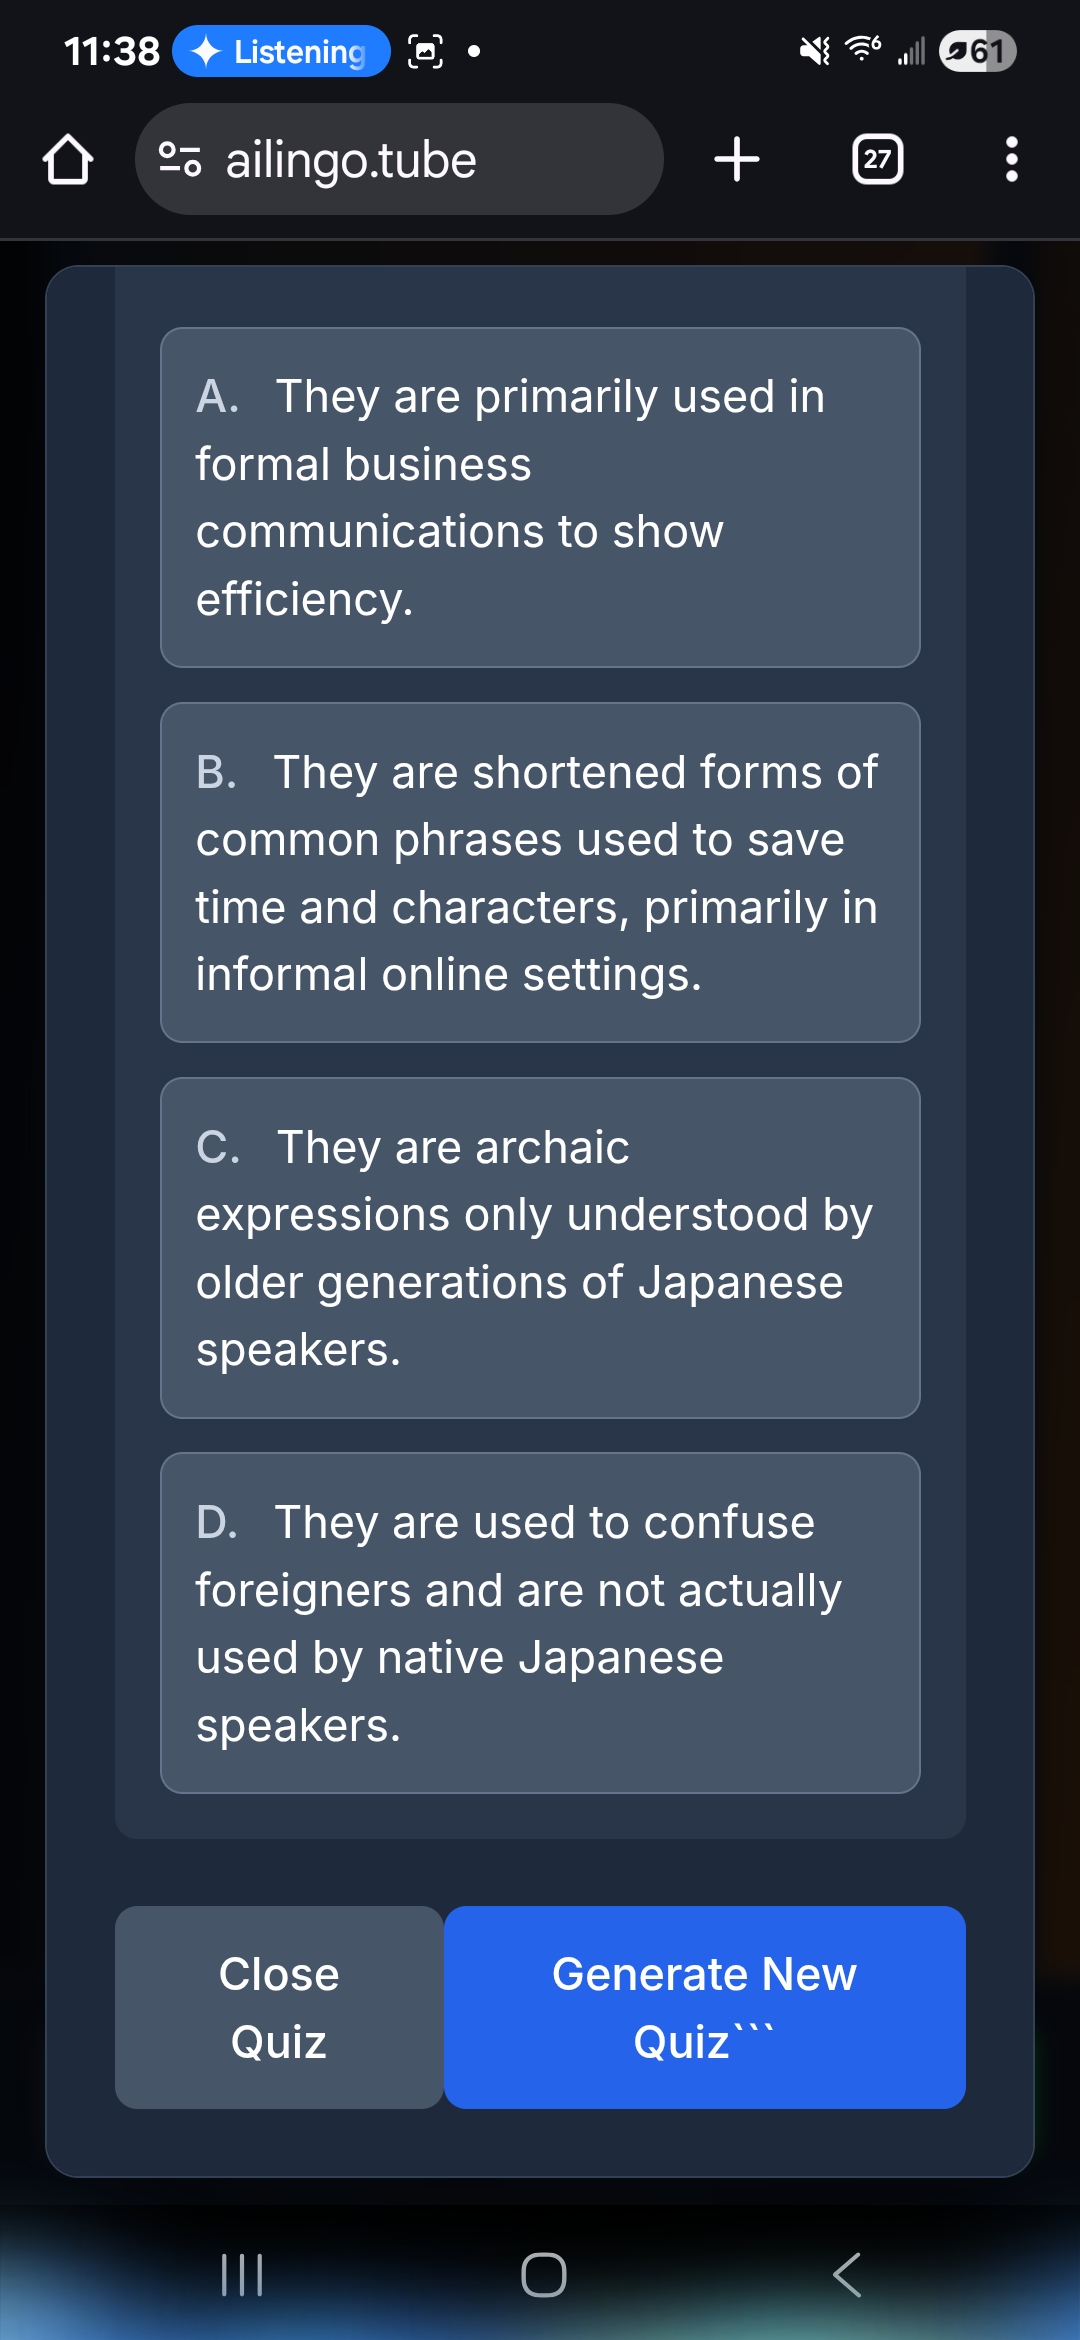 11:38 Listening 61
ailingo.tube 27
A. They are primarily used in
formal business
communications to show
efficiency.
B. They are shortened forms of
common phrases used to save
time and characters, primarily in
informal online settings.
C. They are archaic
expressions only understood by
older generations of Japanese
speakers.
D. They are used to confuse
foreigners and are not actually
used by native Japanese
speakers.
Close
Quiz
Generate New
Quiz```